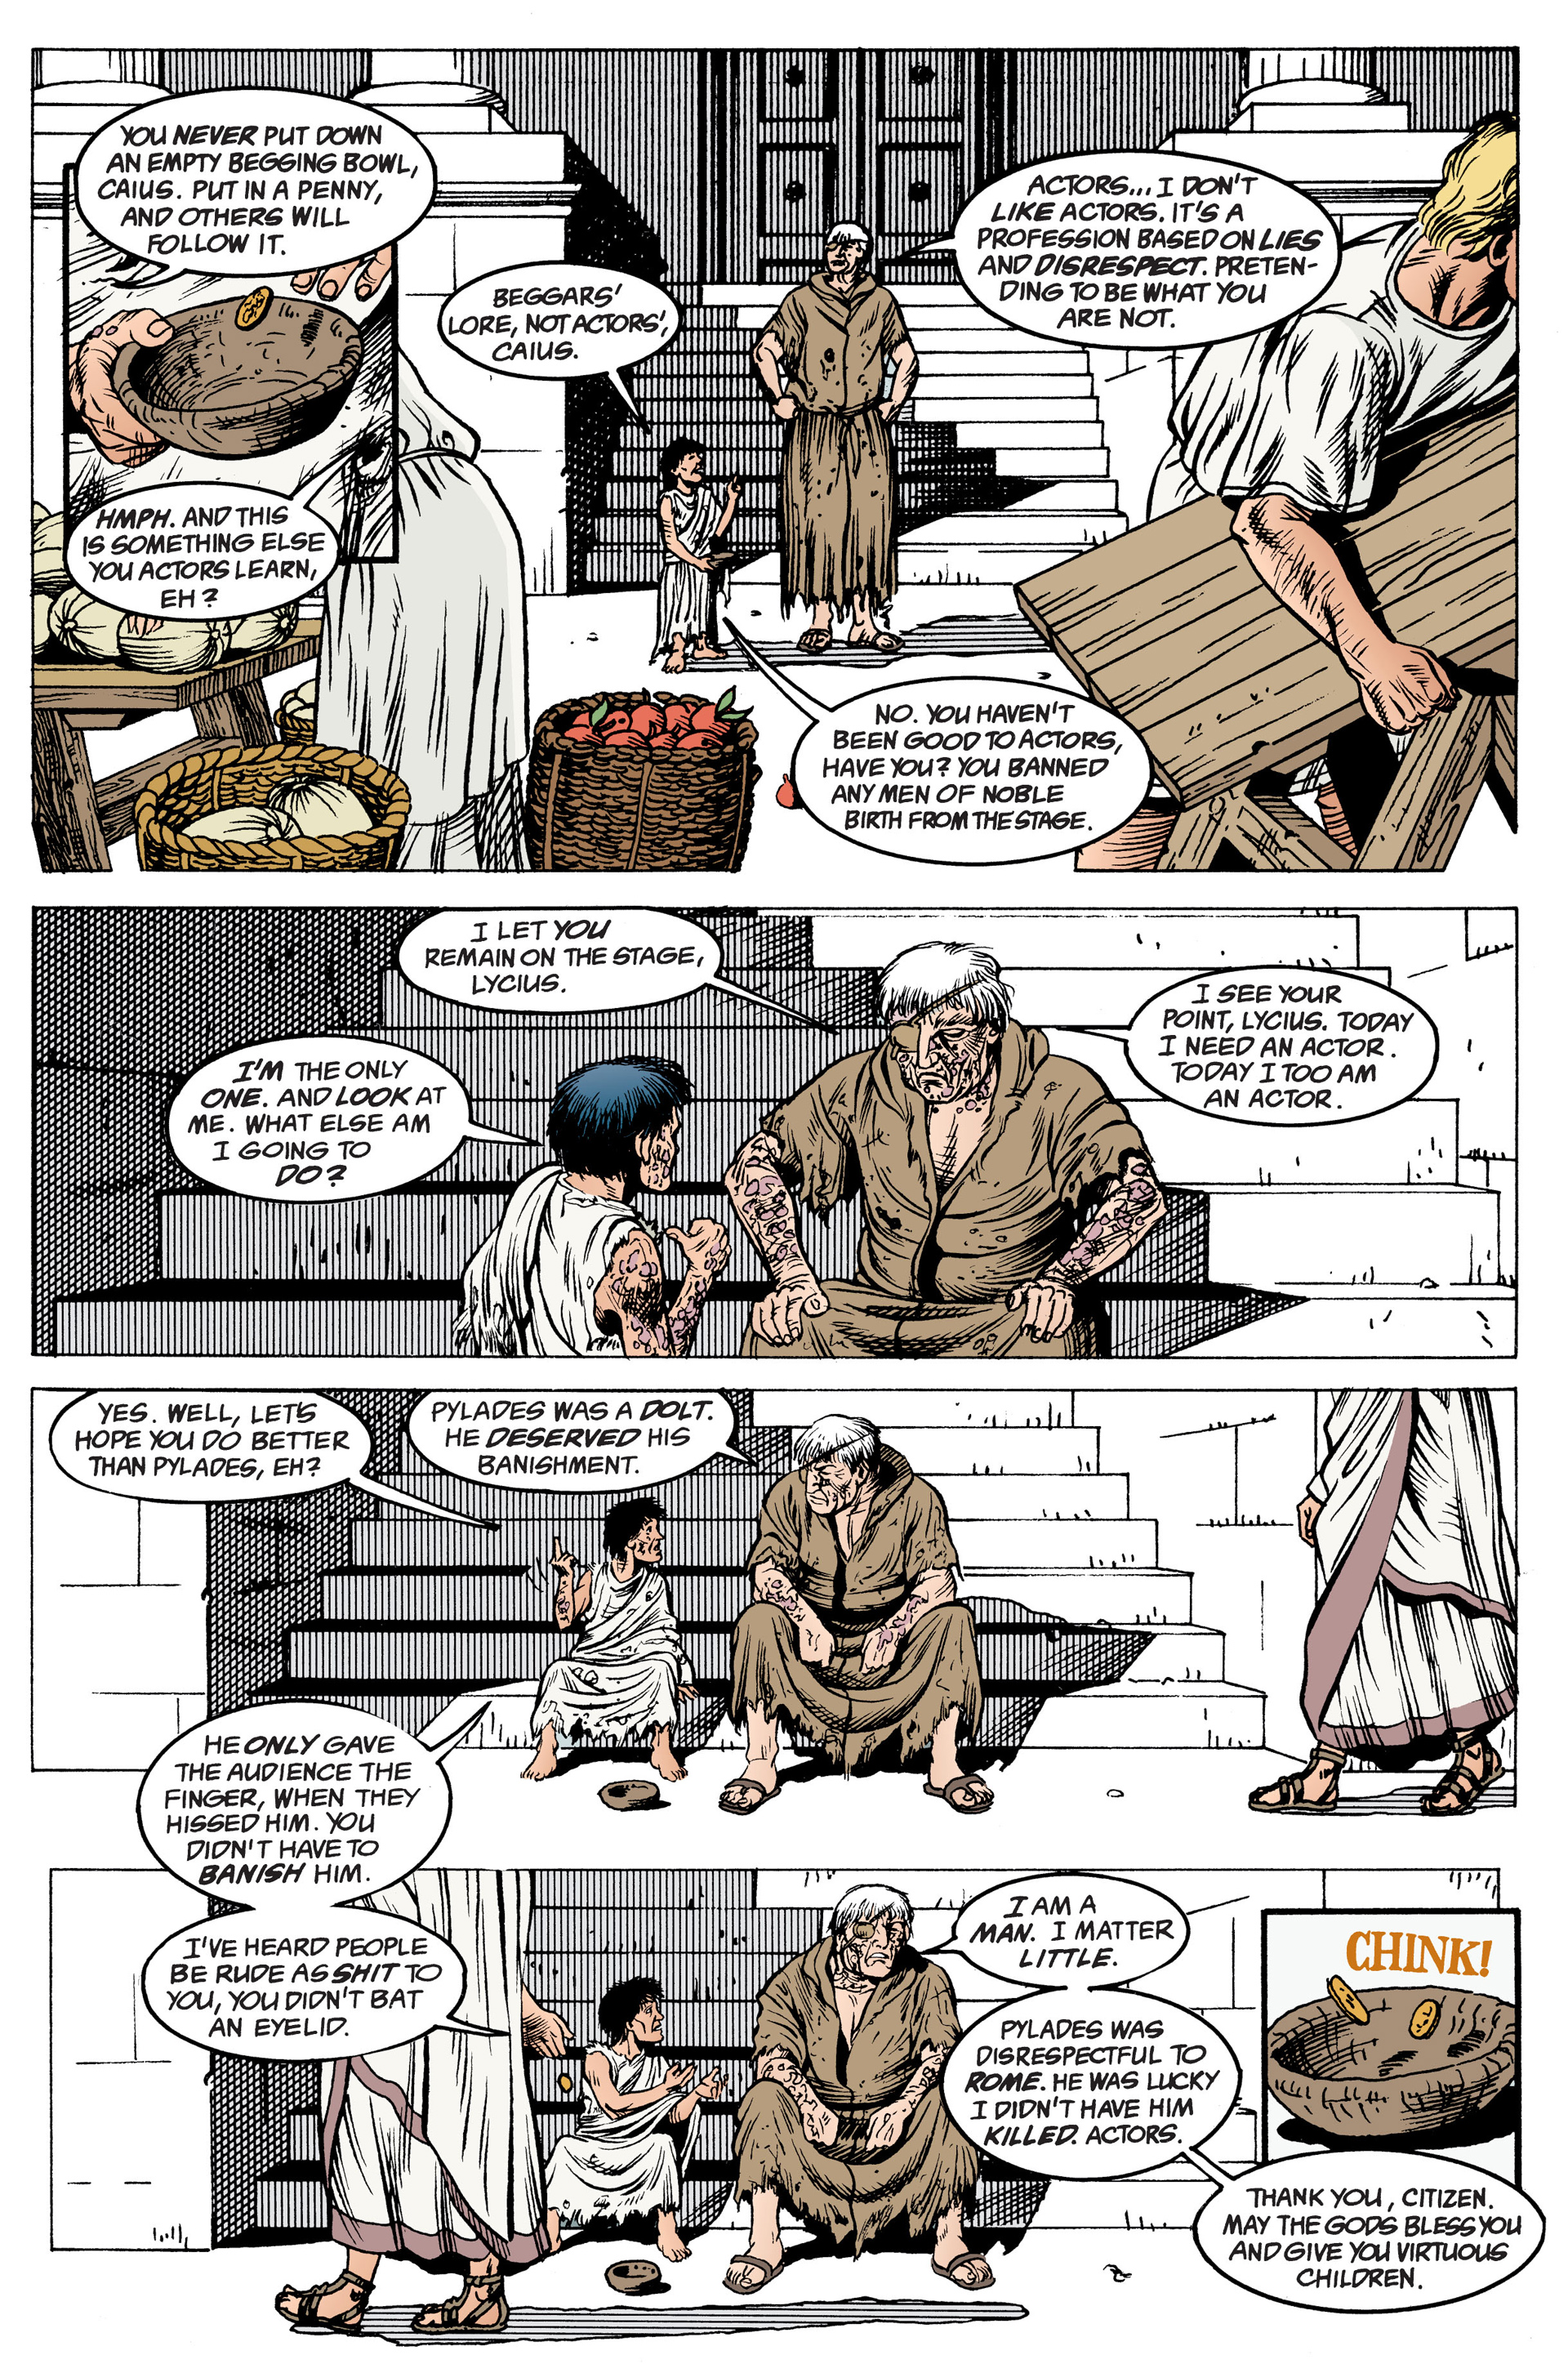 YOU NEVER PUT DOWN
AN EMPTY BEGGING BOWL,
CAIUS. PUT IN A PENNY,
AND OTHERS WILL
FOLLOW IT.
HMPH. AND THIS
IS SOMETHING ELSE
YOU ACTORS LEARN,
EH?
BEGGARS'
LORE, NOT ACTORS',
CAIUS.
ACTORS... I DON'T
LIKE ACTORS. IT'S A
PROFESSION BASED ON LIES
AND DISRESPECT. PRETEN-
DING TO BE WHAT YOU
ARE NOT.
NO. YOU HAVEN'T
BEEN GOOD TO ACTORS,
HAVE YOU? YOU BANNED
ANY MEN OF NOBLE
BIRTH FROM THE STAGE.
I LET YOU
REMAIN ON THE STAGE,
LYCIUS.
I'M THE ONLY
ONE. AND LOOK AT
ME. WHAT ELSE AM
I GOING TO
DO?
I SEE YOUR
POINT, LYCIUS. TODAY
I NEED AN ACTOR.
TODAY I TOO AM
AN ACTOR.
YES. WELL, LET'S
HOPE YOU DO BETTER
THAN PYLADES, EH?
PYLADES WAS A DOLT.
HE DESERVED HIS
BANISHMENT.
HE ONLY GAVE
THE AUDIENCE THE
FINGER, WHEN THEY
HISSED HIM. YOU
DIDN'T HAVE TO
BANISH HIM.
I'VE HEARD PEOPLE
BE RUDE AS SHIT TO
YOU, YOU DIDN'T BAT
AN EYELID.
I AM A
MAN. I MATTER
LITTLE.
PYLADES WAS
DISRESPECTFUL TO
ROME. HE WAS LUCKY
I DIDN'T HAVE HIM
KILLED. ACTORS.
CHINK!
THANK YOU, CITIZEN.
MAY THE GODS BLESS YOU
AND GIVE YOU VIRTUOUS
CHILDREN.